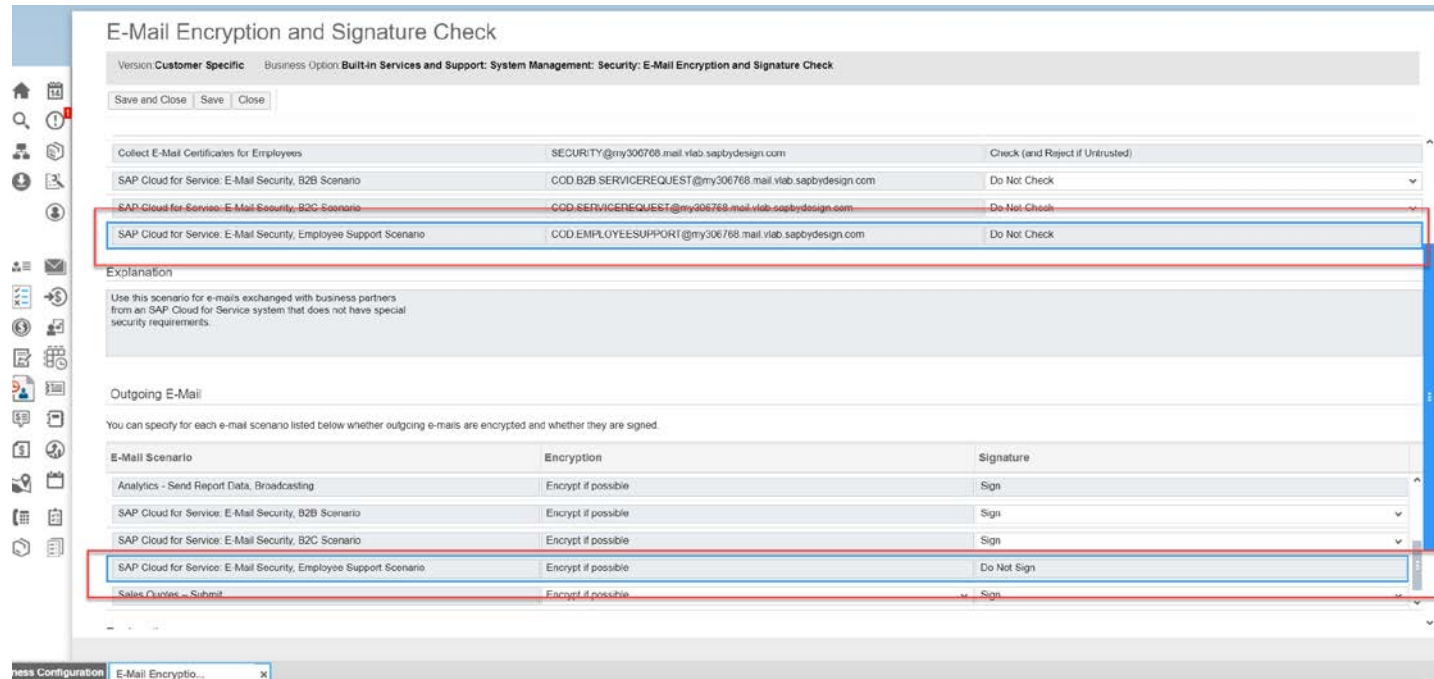 E-Mail Encryption and Signature Check
Version:Customer Specific Business Option:Built-in Services and Support: System Management: Security: E-Mail Encryption and Signature Check
14
Save and Close Save Close
Collect E-Mail Certificates for Employees SECURITY@my306768.mail.vlab.sapbydesign.com Check (and Reject if Untrusted)
SAP Cloud for Service: E-Mail Security, B2B Scenario COD.B2B.SERVICEREQUEST@my306768.mail.vlab.sapbydesign.com Do Not Check
SAP Cloud for Service: E-Mail Security, B2C Scenario COD.SERVICEREQUEST@my306768.mail.vlab.sapbydesign.com Do Not Check
SAP Cloud for Service: E-Mail Security, Employee Support Scenario COD.EMPLOYEESUPPORT@my306768.mail.vlab.sapbydesign.com Do Not Check
Explanation
Use this scenario for e-mails exchanged with business partners
from an SAP Cloud for Service system that does not have special
security requirements.
Outgoing E-Mail
You can specify for each e-mail scenario listed below whether outgoing e-mails are encrypted and whether they are signed.
E-Mail Scenario Encryption Signature
Analytics - Send Report Data, Broadcasting Encrypt if possible Sign
SAP Cloud for Service: E-Mail Security, B2B Scenario Encrypt if possible Sign
SAP Cloud for Service: E-Mail Security, B2C Scenario Encrypt if possible Sign
SAP Cloud for Service: E-Mail Security, Employee Support Scenario Encrypt if possible Do Not Sign
Sales Quotes – Submit Encrypt if possible Sign
ness Configuration E-Mail Encryptio... x